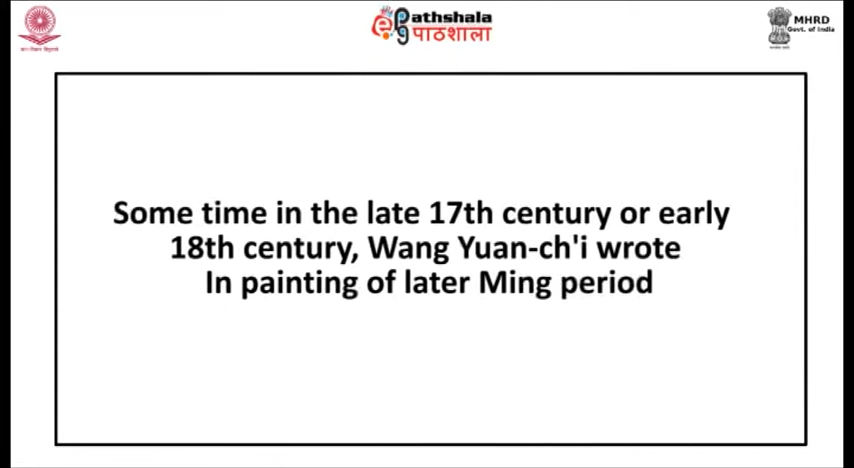 ePathshala
पाठशाला
MHRD
Govt. of India
Some time in the late 17th century or early
18th century, Wang Yuan-ch'i wrote
In painting of later Ming period